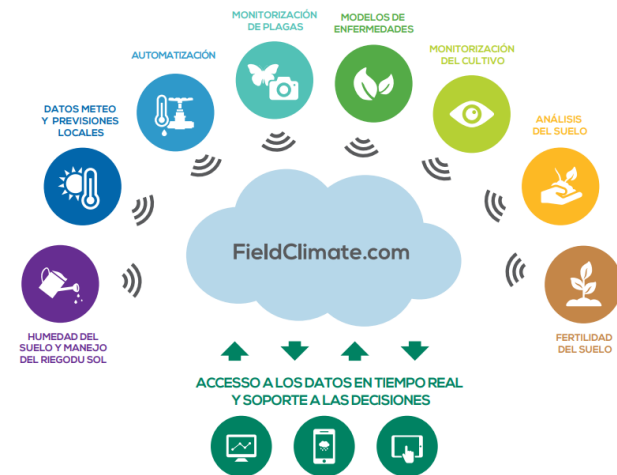 MONITORIZACIÓN
DE PLAGAS
MODELOS DE
ENFERMEDADES
AUTOMATIZACIÓN
MONITORIZACIÓN
DEL CULTIVO
DATOS METEO
Y PREVISIONES
LOCALES
ANÁLISIS
DEL SUELO
FieldClimate.com
HUMEDAD DEL
SUELO Y MANEJO
DEL RIEGODU SOL
FERTILIDAD
DEL SUELO
ACCESSO A LOS DATOS EN TIEMPO REAL
Y SOPORTE A LAS DECISIONES